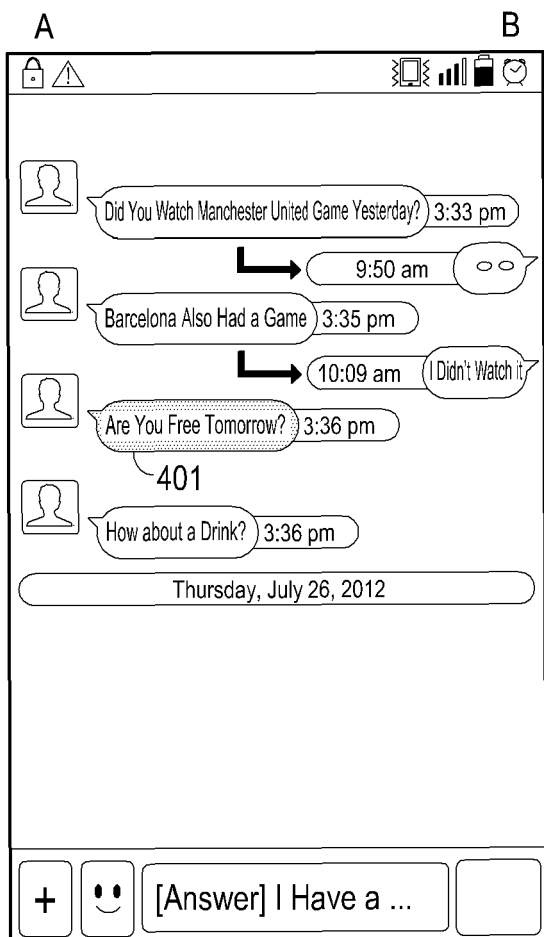 A B
Did You Watch Manchester United Game Yesterday? 3:33 pm
9:50 am
Barcelona Also Had a Game 3:35 pm
10:09 am I Didn't Watch it
Are You Free Tomorrow? 3:36 pm
401
How about a Drink? 3:36 pm
Thursday, July 26, 2012
+ [Answer] I Have a ...